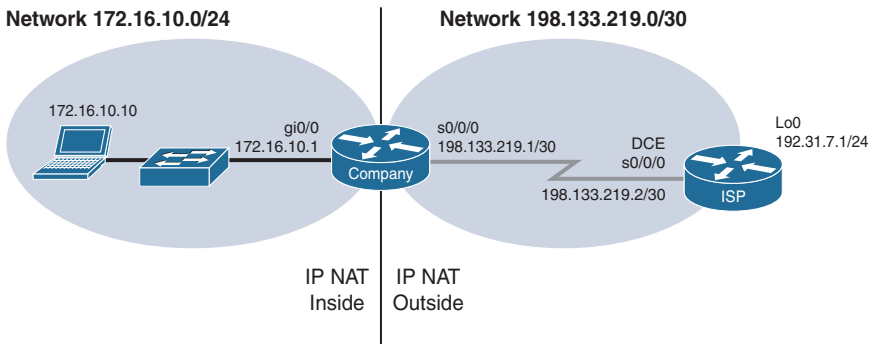 Network 172.16.10.0/24
Network 198.133.219.0/30
172.16.10.10
gi0/0
172.16.10.1
Company
s0/0/0
198.133.219.1/30
DCE
s0/0/0
198.133.219.2/30
ISP
Lo0
192.31.7.1/24
IP NAT
Inside
IP NAT
Outside